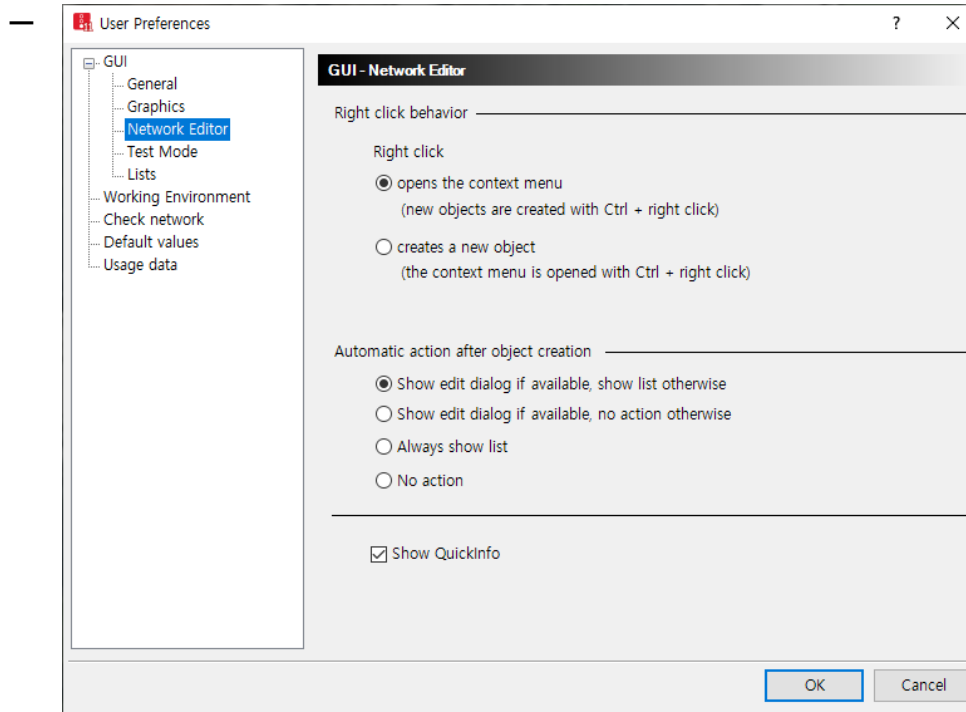 User Preferences
GUI
General
Graphics
Network Editor
Test Mode
Lists
Working Environment
Check network
Default values
Usage data
GUI - Network Editor
Right click behavior
Right click
opens the context menu
(new objects are created with Ctrl + right click)
creates a new object
(the context menu is opened with Ctrl + right click)
Automatic action after object creation
Show edit dialog if available, show list otherwise
Show edit dialog if available, no action otherwise
Always show list
No action
Show QuickInfo
OK
Cancel